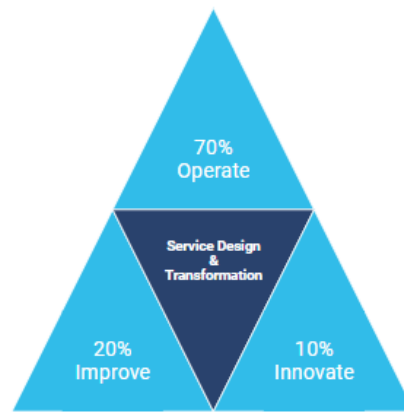 70%
Operate
Service Design
&
Transformation
20%
Improve
10%
Innovate